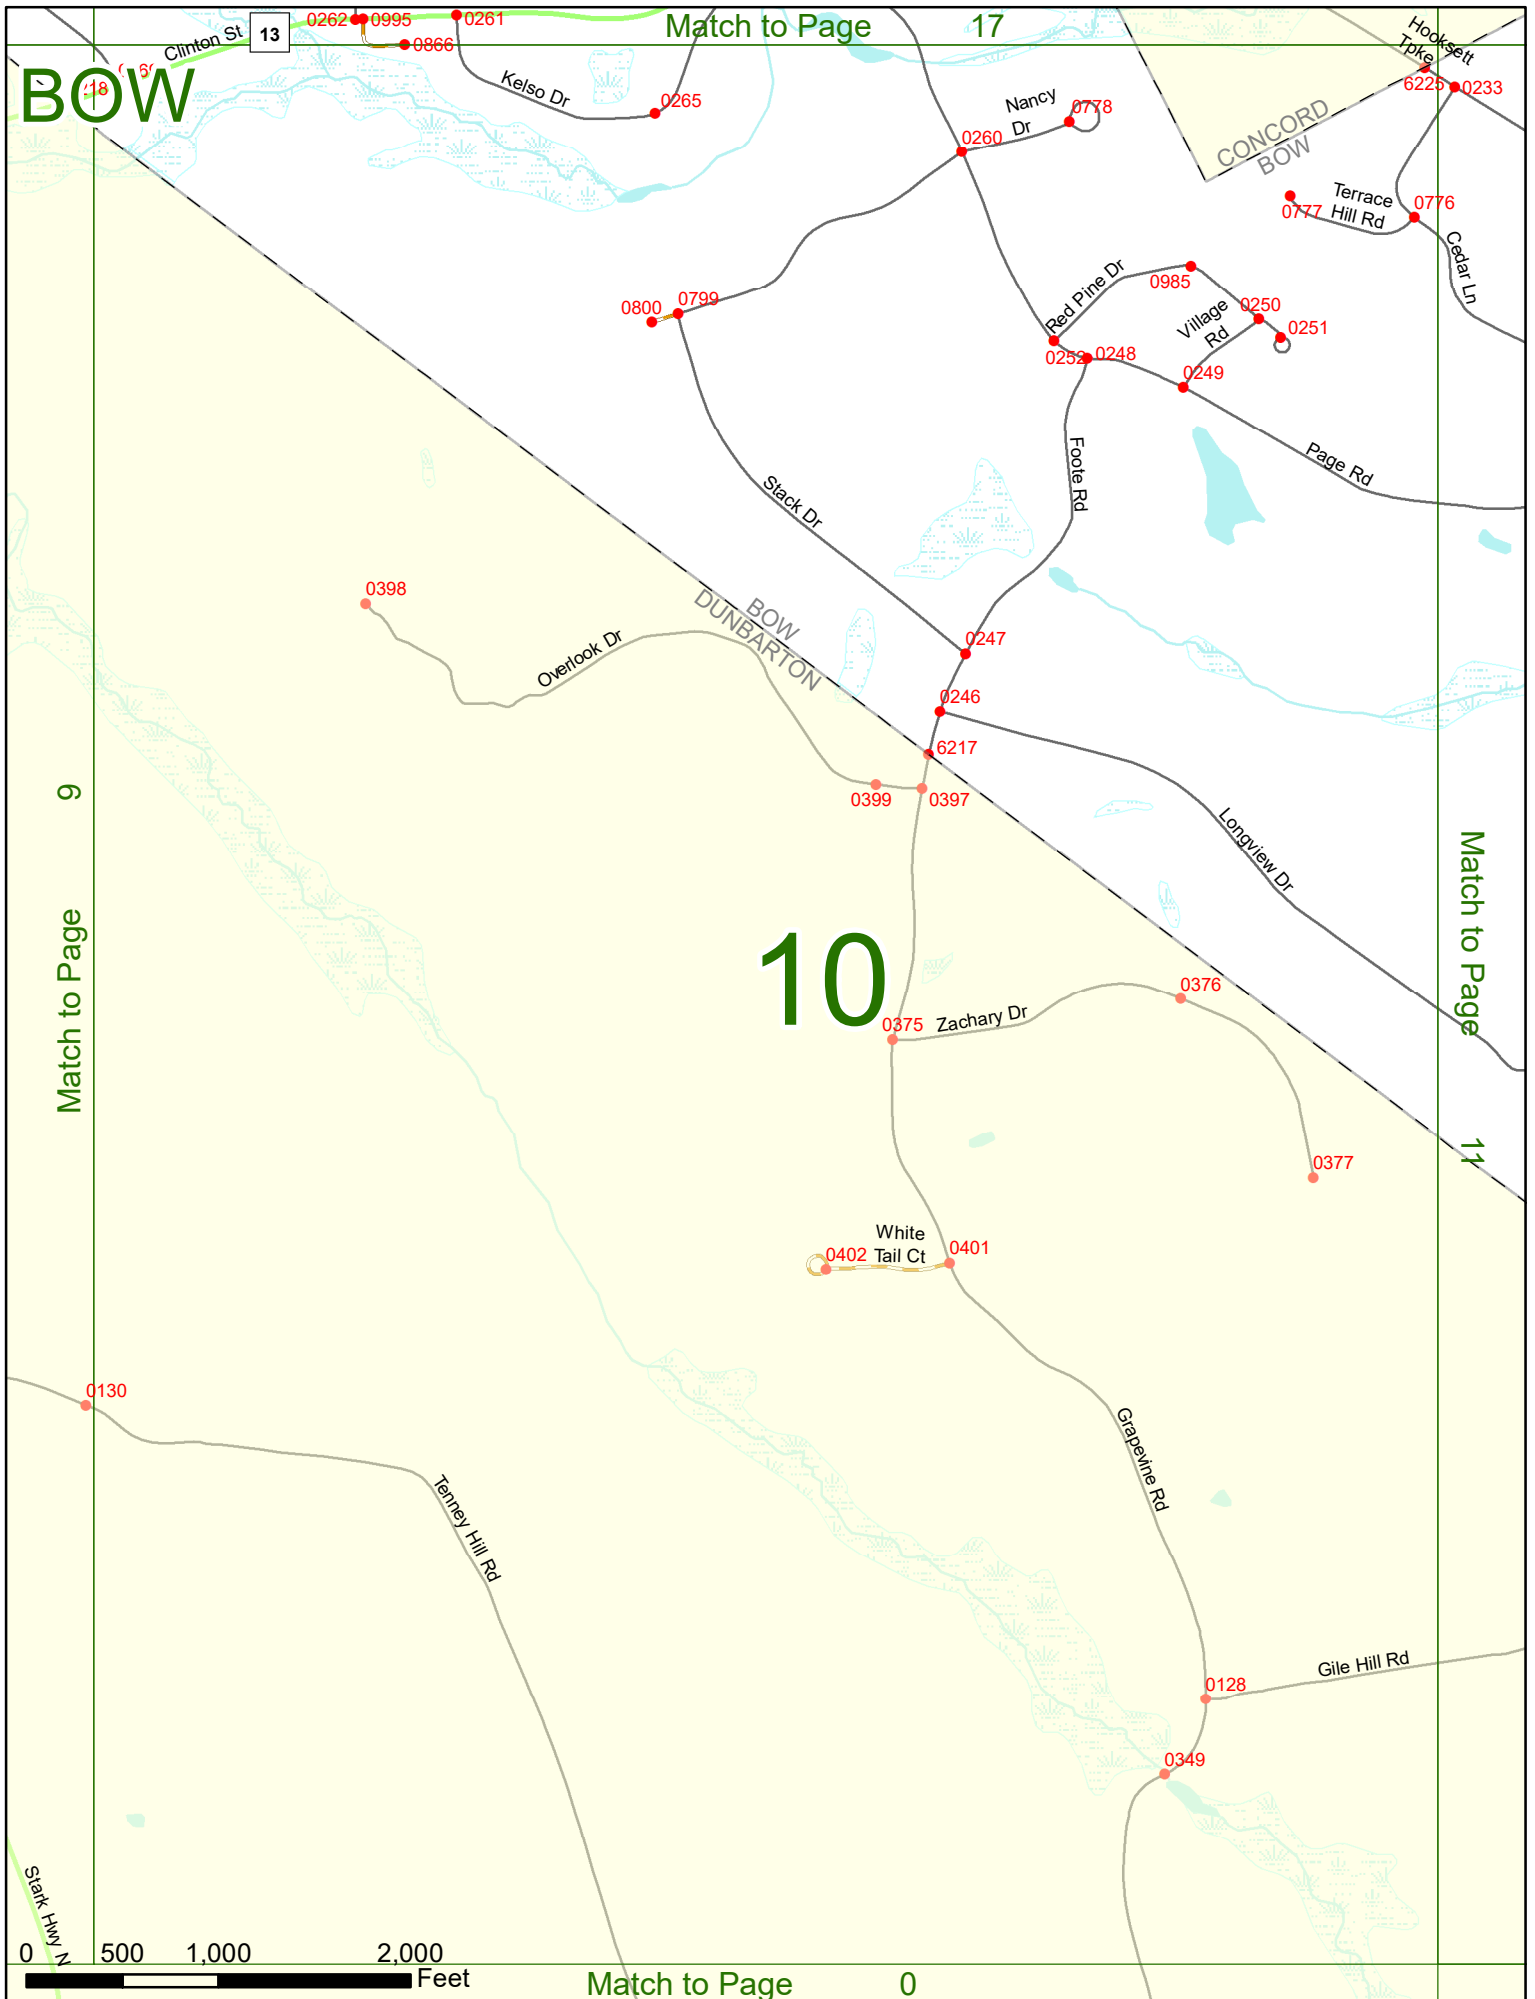 0262
0995
0261
Match to Page 17
13
Clinton St
0866
BOW
218
Kelso Dr
0265
Nancy
Dr
0778
0260
Hooksett
Tpke
6225
0233
CONCORD
BOW
Terrace
Hill Rd
0777
0776
Cedar Ln
Red Pine Dr
0985
0800
0799
Village
Rd
0250
0251
0252
0248
0249
Foote Rd
Page Rd
Stack Dr
0398
Overlook Dr
BOW
DUNBARTON
0247
0246
6217
0399
0397
Match to Page 9
Longview Dr
Match to Page 11
10
0376
0375
Zachary Dr
0377
White
Tail Ct
0402
0401
0130
Grapevine Rd
Tenney Hill Rd
Gile Hill Rd
0128
0349
Stark Hwy N
0 500 1,000 2,000
Feet
Match to Page 0